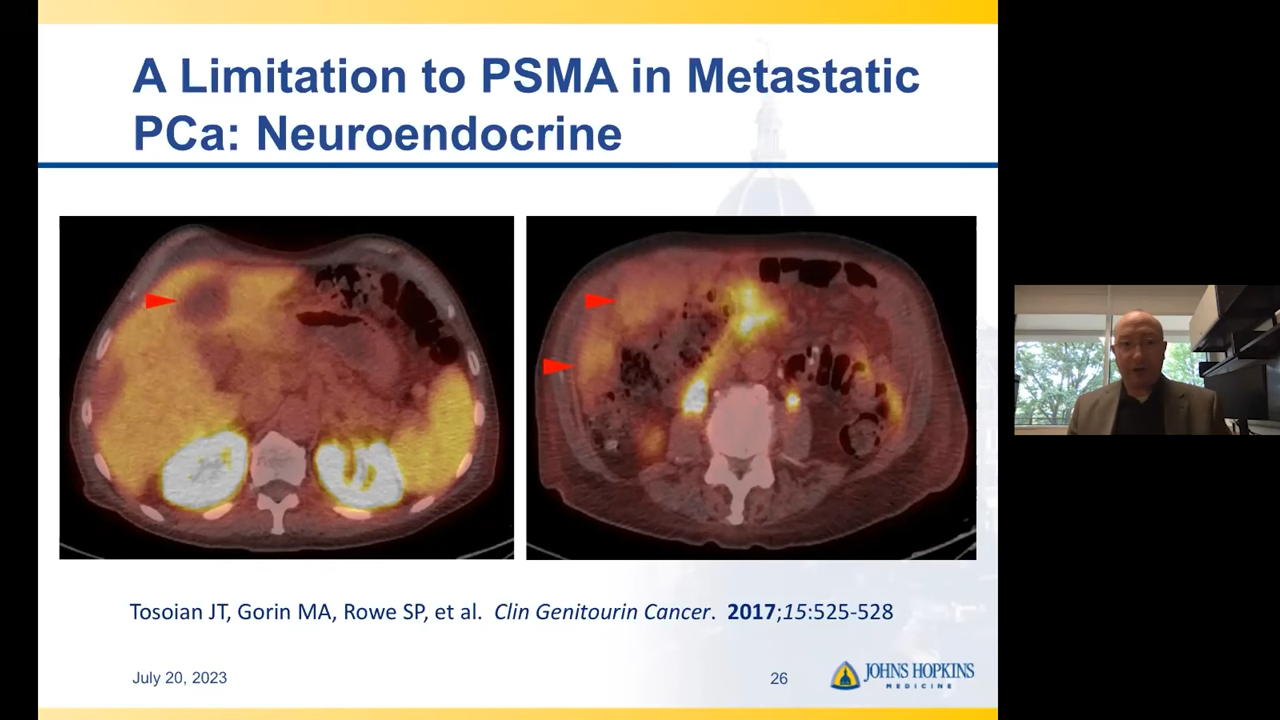 A Limitation to PSMA in Metastatic
PCa: Neuroendocrine
Tosoian JT, Gorin MA, Rowe SP, et al. Clin Genitourin Cancer. 2017;15:525-528
July 20, 2023
26
JOHNS HOPKINS
MEDICINE